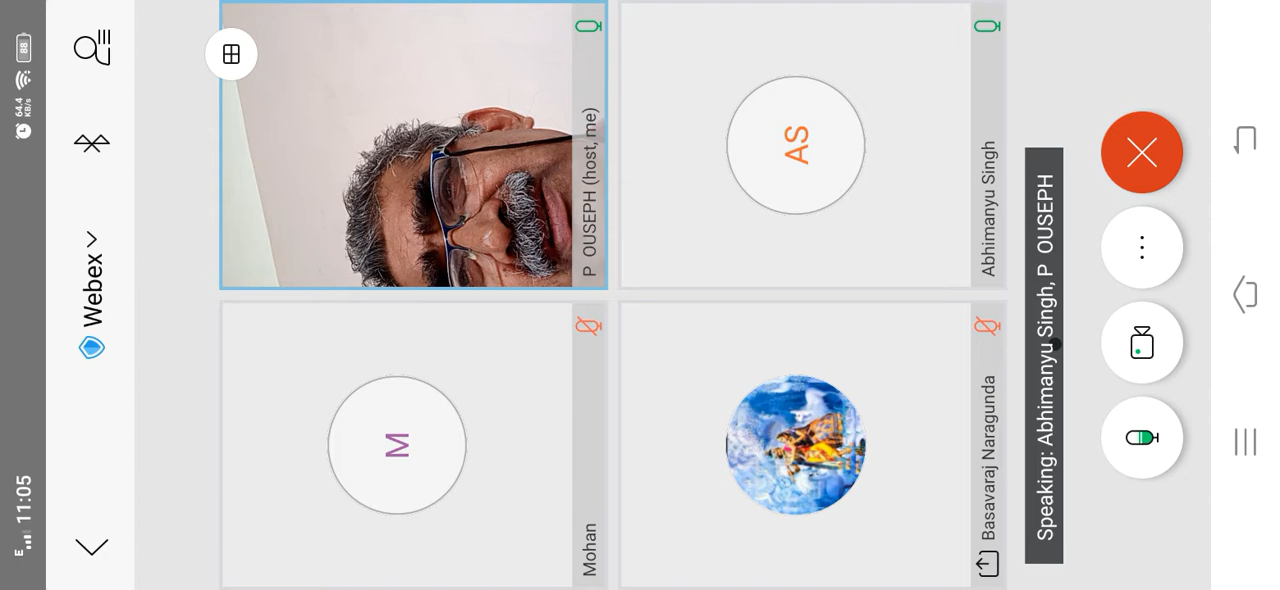 E 11:05
64.4
KB/s
88
Webex
Mohan
P OUSEPH (host, me)
Basavaraj Naragunda
Abhimanyu Singh
M
AS
Speaking: Abhimanyu Singh, P OUSEPH